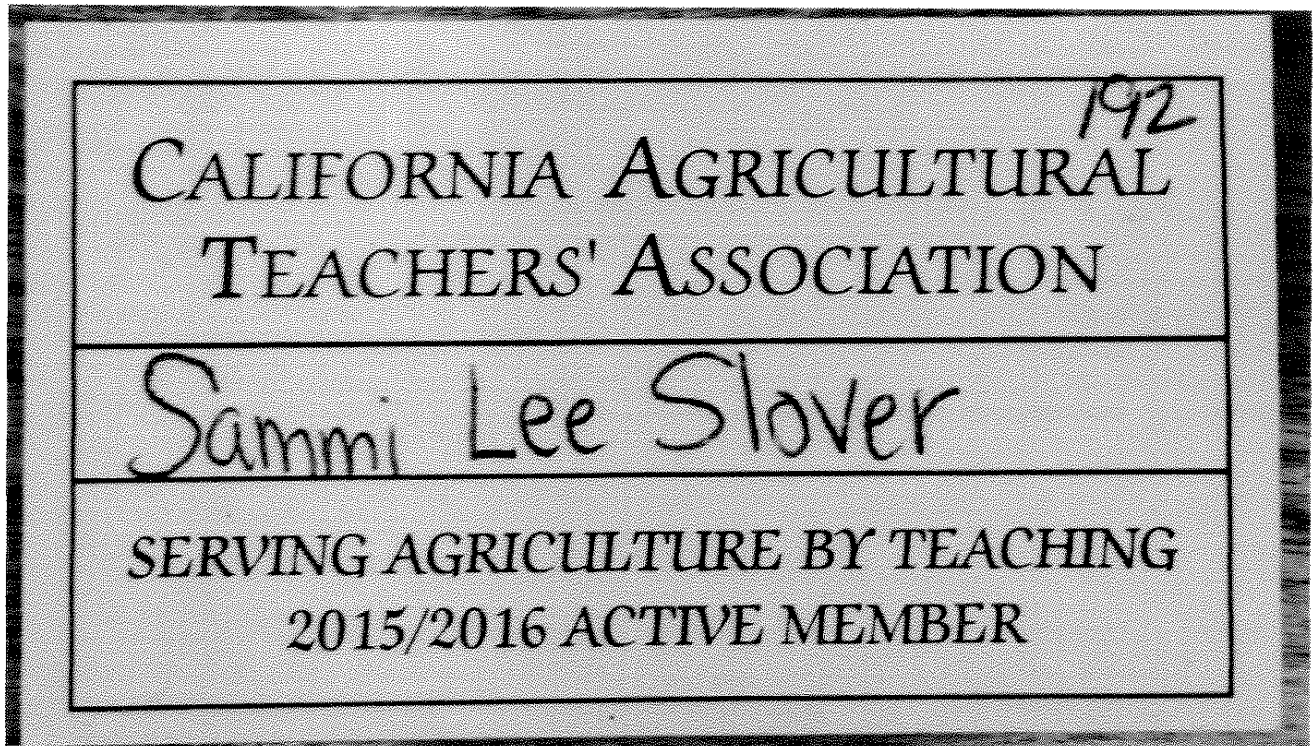 192
CALIFORNIA AGRICULTURAL
TEACHERS' ASSOCIATION
Sammi Lee Slover
SERVING AGRICULTURE BY TEACHING
2015/2016 ACTIVE MEMBER